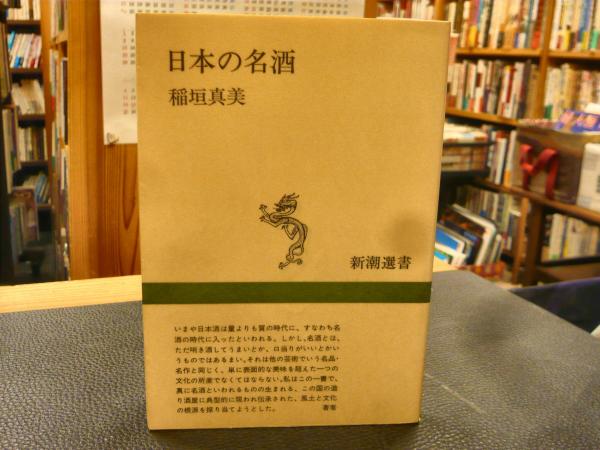 日本の名酒
稲垣真美
新潮選書
いまや日本酒は量よりも質の時代に、すなわち名
酒の時代に入ったといわれる。しかし、名酒とは、
ただ唎き酒してうまいとか、口当りがいいとかい
うものではあるまい。それは他の芸術でいう名品・
名作と同じく、単に表面的な美味を超えた一つの
文化の所産でなくてはならない。私はこの一書で、
真に名酒といわれるものの生まれる、この国の造
り酒屋に典型的に現われ伝承された、風土と文化
の根源を探り当てようとした。
著者